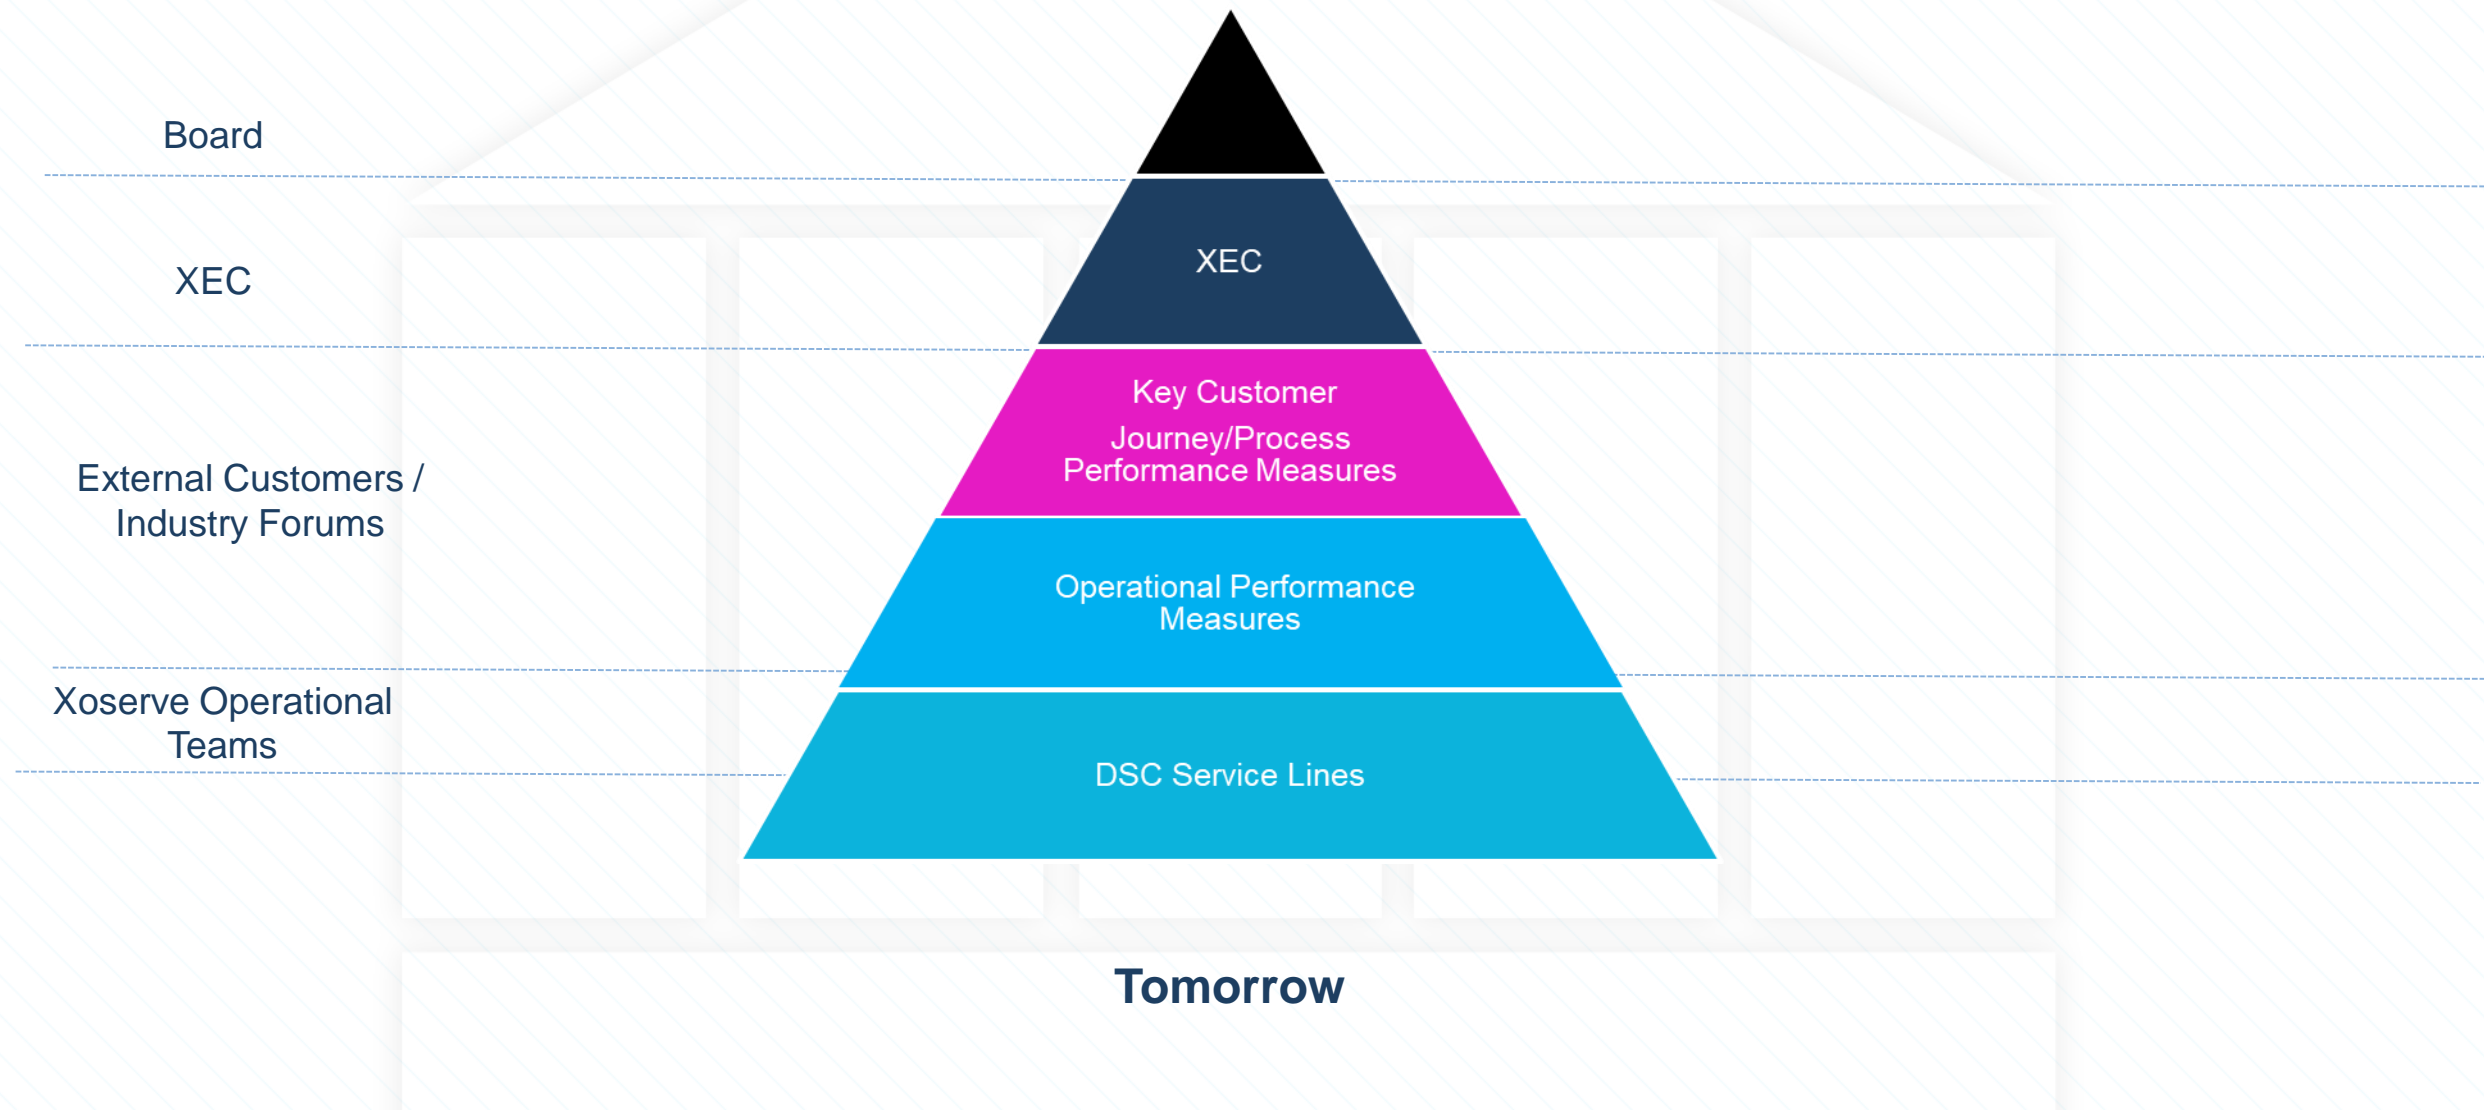 Board
XEC
XEC
Key Customer
Journey/Process
Performance Measures
External Customers /
Industry Forums
Operational Performance
Measures
Xoserve Operational
Teams
DSC Service Lines
Tomorrow